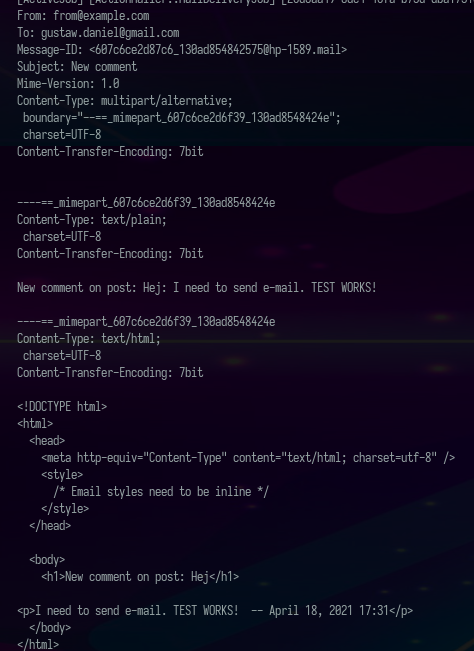 From: from@example.com
To: gustaw.daniel@gmail.com
Message-ID: <607c6ce2d87c6_130ad854842575@hp-1589.mail>
Subject: New comment
Mime-Version: 1.0
Content-Type: multipart/alternative;
 boundary="--==_mimepart_607c6ce2d6f39_130ad8548424e";
 charset=UTF-8
Content-Transfer-Encoding: 7bit

----==_mimepart_607c6ce2d6f39_130ad8548424e
Content-Type: text/plain;
 charset=UTF-8
Content-Transfer-Encoding: 7bit

New comment on post: Hej: I need to send e-mail. TEST WORKS!

----==_mimepart_607c6ce2d6f39_130ad8548424e
Content-Type: text/html;
 charset=UTF-8
Content-Transfer-Encoding: 7bit

<!DOCTYPE html>
<html>
  <head>
    <meta http-equiv="Content-Type" content="text/html; charset=utf-8" />
    <style>
      /* Email styles need to be inline */
    </style>
  </head>

  <body>
    <h1>New comment on post: Hej</h1>

<p>I need to send e-mail. TEST WORKS!  -- April 18, 2021 17:31</p>
  </body>
</html>